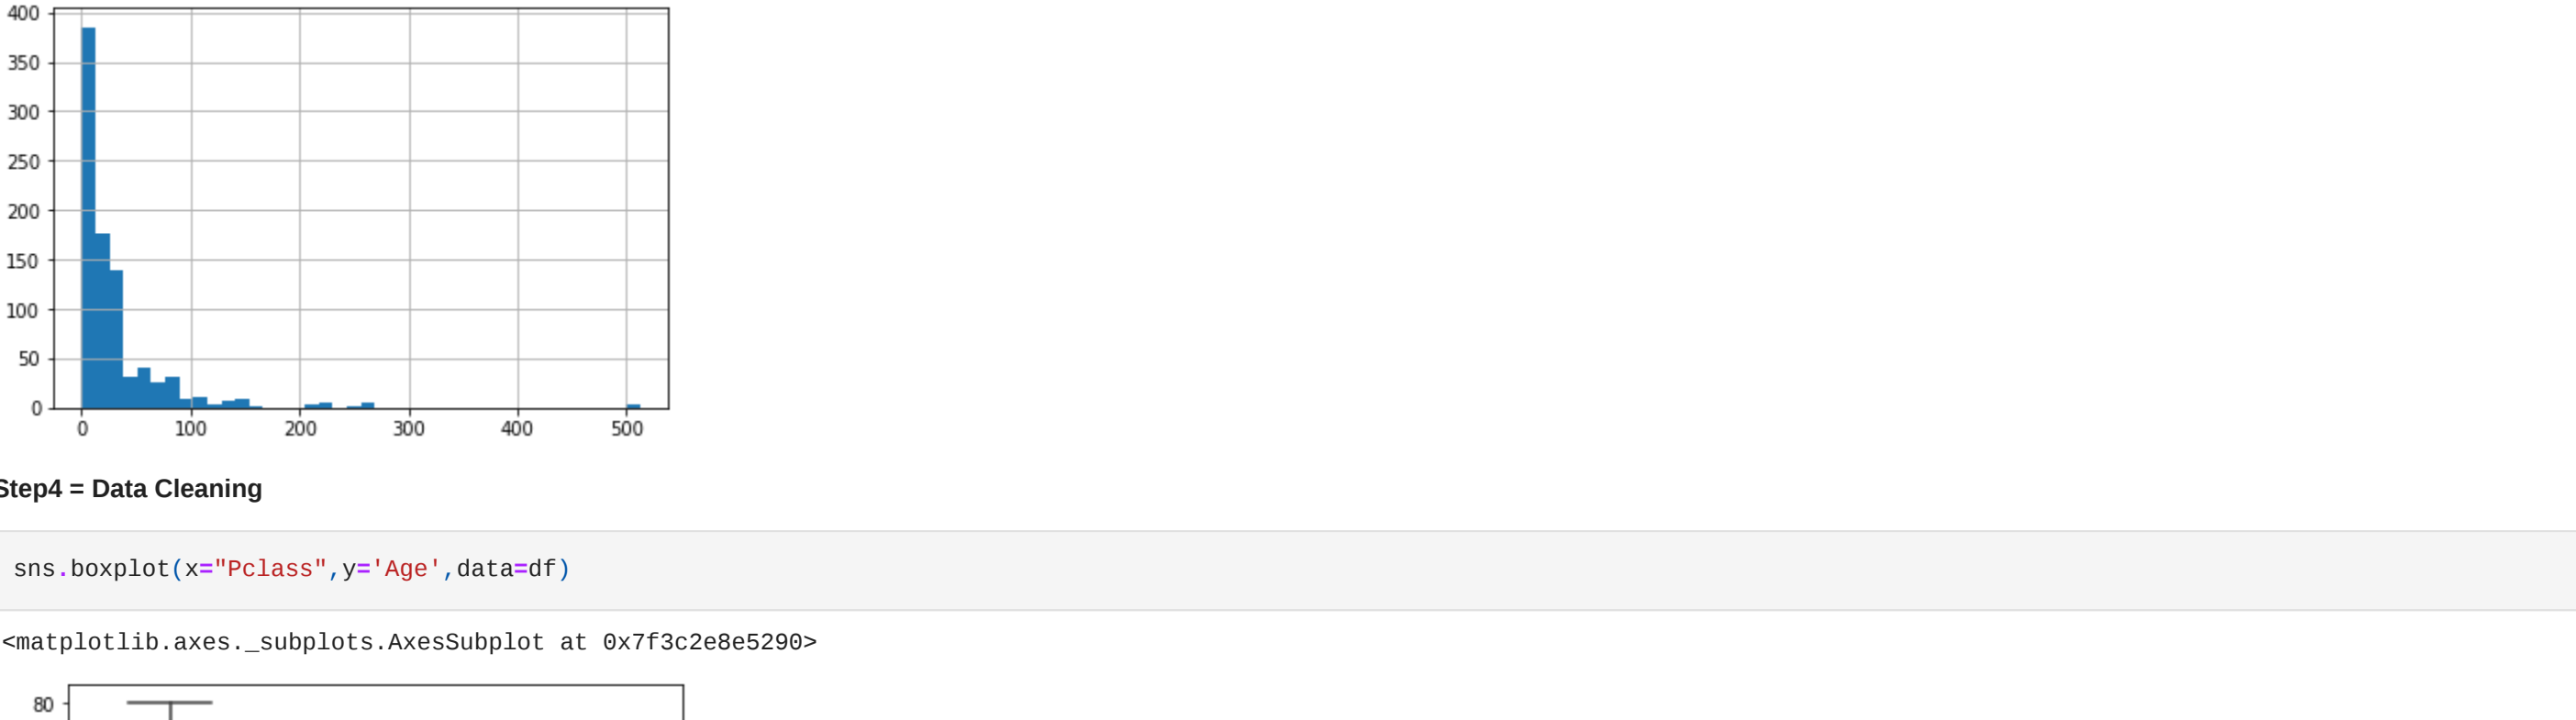 400
350
300
250
200
150
100
50
0
0 100 200 300 400 500
Step4 = Data Cleaning
sns.boxplot(x="Pclass",y='Age',data=df)
<matplotlib.axes._subplots.AxesSubplot at 0x7f3c2e8e5290>
80